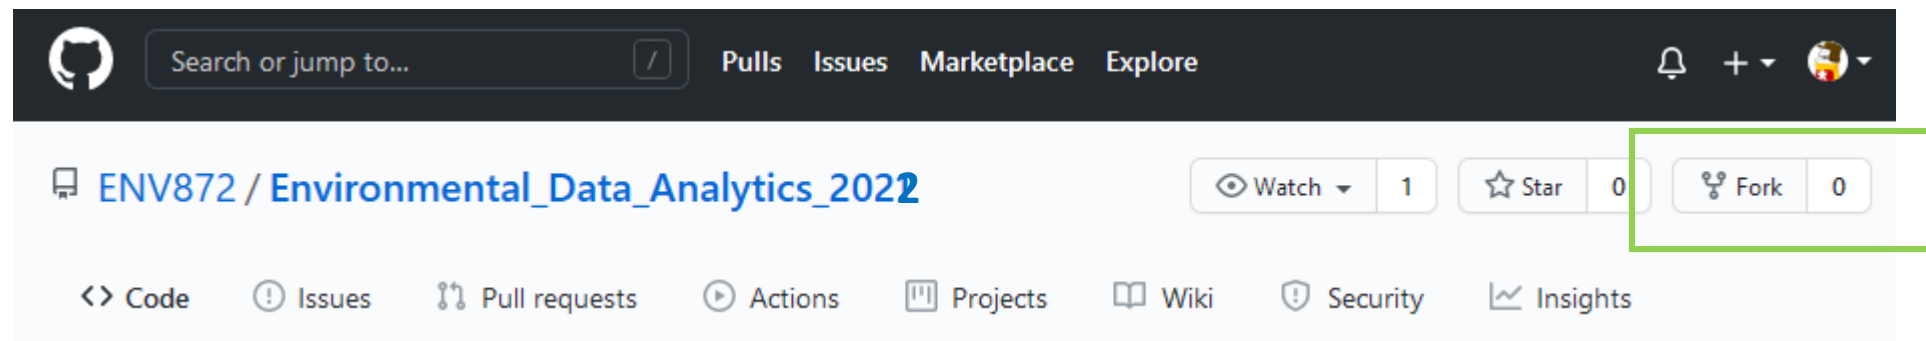 Search or jump to... / Pulls Issues Marketplace Explore
ENV872 / Environmental_Data_Analytics_2022 Watch 1 Star 0 Fork 0
Code Issues Pull requests Actions Projects Wiki Security Insights